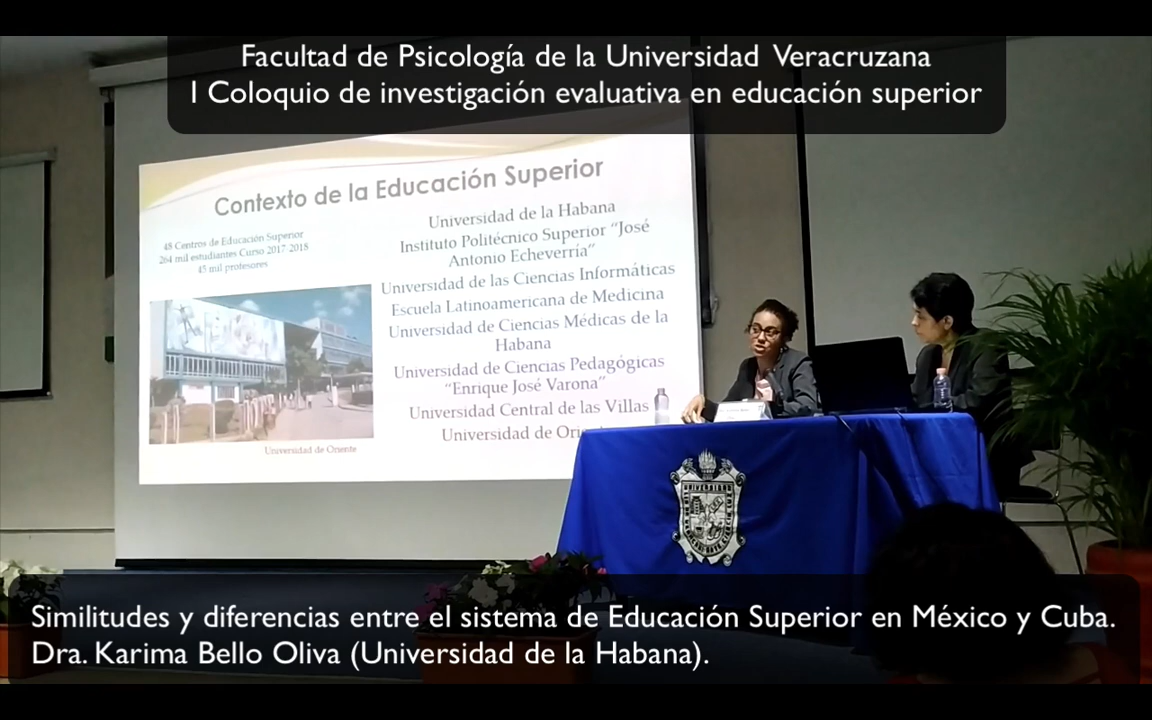 Facultad de Psicología de la Universidad Veracruzana
I Coloquio de investigación evaluativa en educación superior
Contexto de la Educación Superior
48 Centros de Educación Superior
264 mil estudiantes Curso 2017-2018
45 mil profesores
Universidad de Oriente
Universidad de la Habana
Instituto Politécnico Superior "José
Antonio Echeverría"
Universidad de las Ciencias Informáticas
Escuela Latinoamericana de Medicina
Universidad de Ciencias Médicas de la
Habana
Universidad de Ciencias Pedagógicas
"Enrique José Varona"
Universidad Central de las Villas
Universidad de
Similitudes y diferencias entre el sistema de Educación Superior en México y Cuba.
Dra. Karima Bello Oliva (Universidad de la Habana).